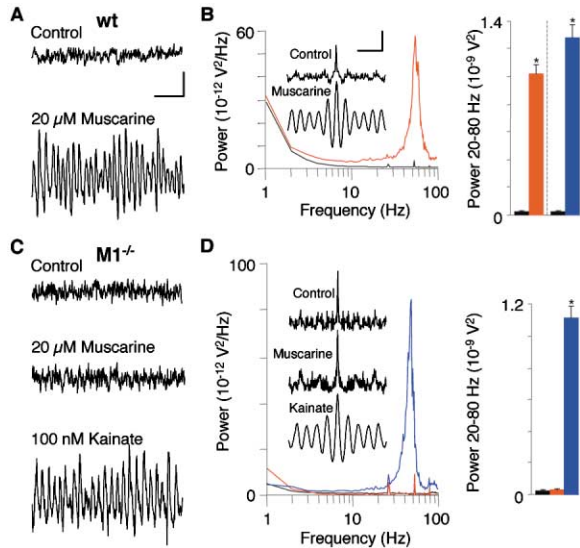 A
wt
Control
20 µM Muscarine
B
60
Power (10⁻¹² V²/Hz)
0
Control
Muscarine
1
10
100
Frequency (Hz)
1.4
Power 20-80 Hz (10⁻⁹ V²)
0
*
*
C
M1⁻/⁻
Control
20 µM Muscarine
100 nM Kainate
D
100
Power (10⁻¹² V²/Hz)
0
Control
Muscarine
Kainate
1
10
100
Frequency (Hz)
1.2
Power 20-80 Hz (10⁻⁹ V²)
0
*